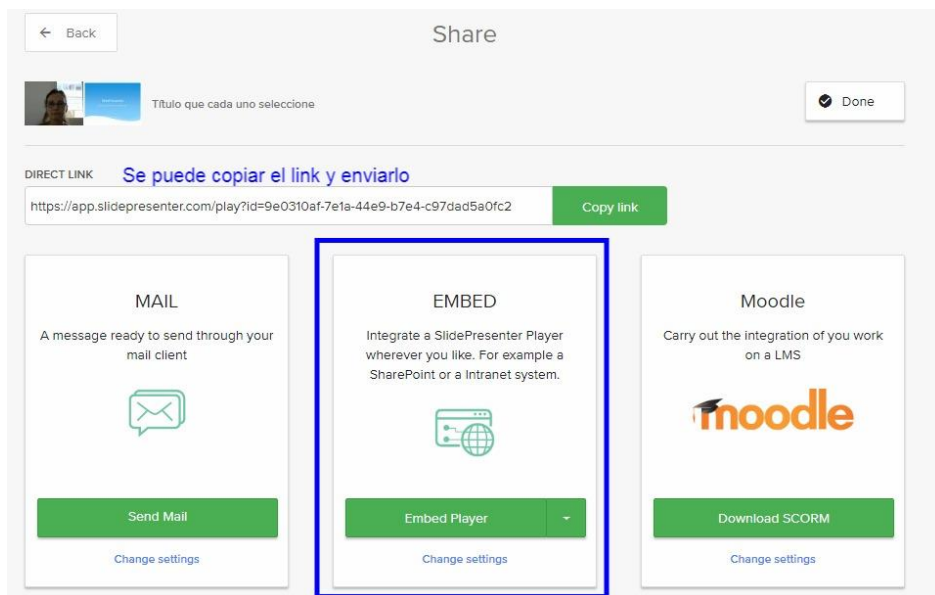 Back
Share
Título que cada uno seleccione
Done
DIRECT LINK
Se puede copiar el link y enviarlo
https://app.slidepresenter.com/play?id=9e0310af-7e1a-44e9-b7e4-c97dad5a0fc2
Copy link
MAIL
A message ready to send through your
mail client
Send Mail
Change settings
EMBED
Integrate a SlidePresenter Player
wherever you like. For example a
SharePoint or a Intranet system.
Embed Player
Change settings
Moodle
Carry out the integration of you work
on a LMS
moodle
Download SCORM
Change settings